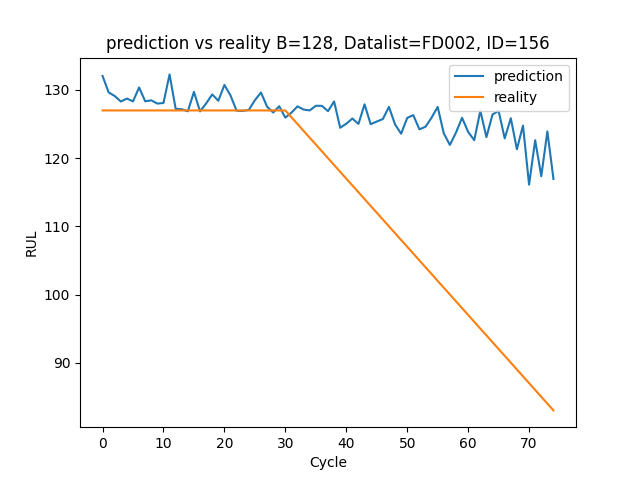 prediction vs reality B=128, Datalist=FD002, ID=156
prediction
reality
130
120
110
100
90
RUL
0 10 20 30 40 50 60 70
Cycle